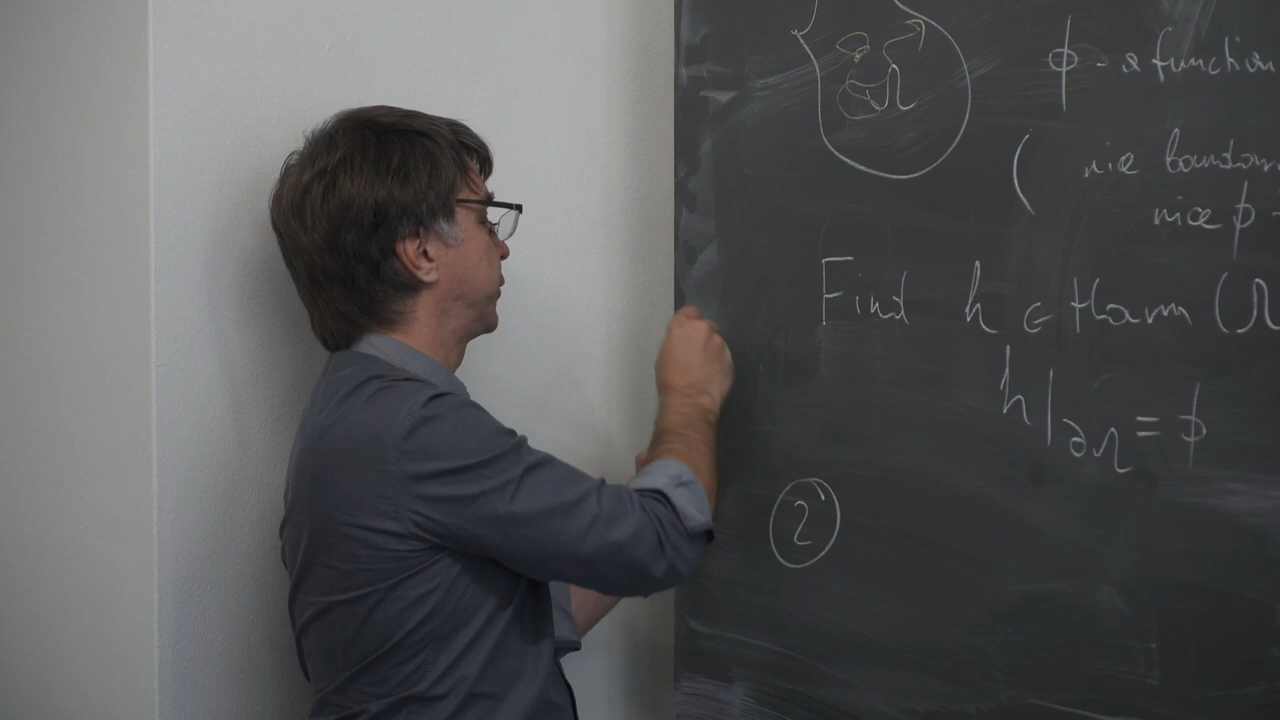 Ω
ϕ - a function
( nice boundary
nice ϕ
Find h ∈ Harm (Ω
h|∂Ω = ϕ
2